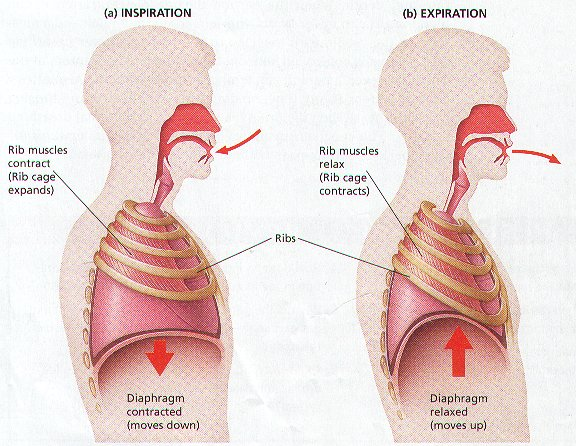 (a) INSPIRATION
(b) EXPIRATION
Rib muscles
contract
(Rib cage
expands)
Rib muscles
relax
(Rib cage
contracts)
Ribs
Diaphragm
contracted
(moves down)
Diaphragm
relaxed
(moves up)